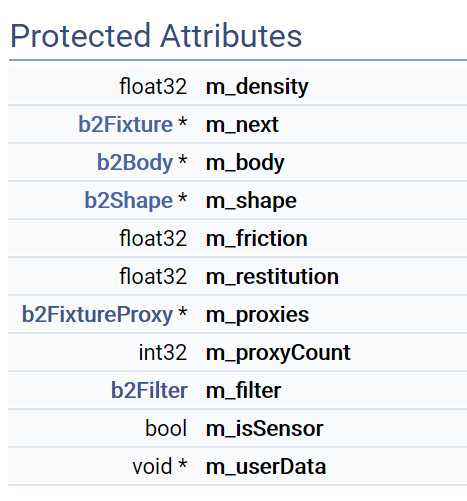 Protected Attributes
float32 m_density
b2Fixture * m_next
b2Body * m_body
b2Shape * m_shape
float32 m_friction
float32 m_restitution
b2FixtureProxy * m_proxies
int32 m_proxyCount
b2Filter m_filter
bool m_isSensor
void * m_userData